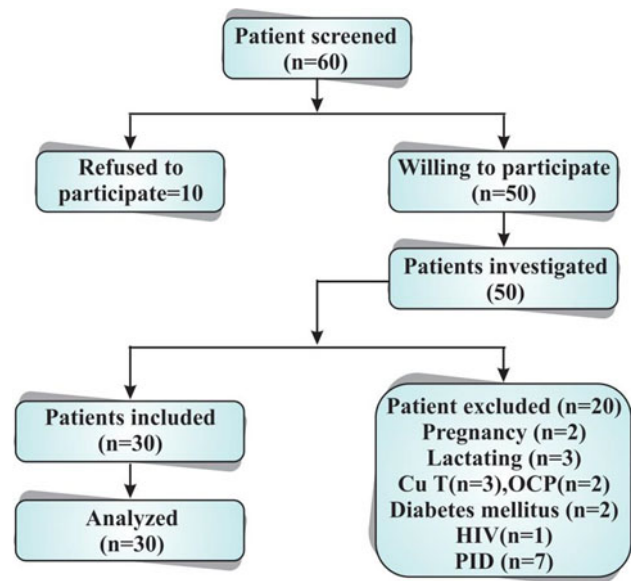 Patient screened
(n=60)
Refused to
participate=10
Willing to participate
(n=50)
Patients investigated
(50)
Patients included
(n=30)
Analyzed
(n=30)
Patient excluded (n=20)
Pregnancy (n=2)
Lactating (n=3)
Cu T(n=3),OCP(n=2)
Diabetes mellitus (n=2)
HIV(n=1)
PID (n=7)